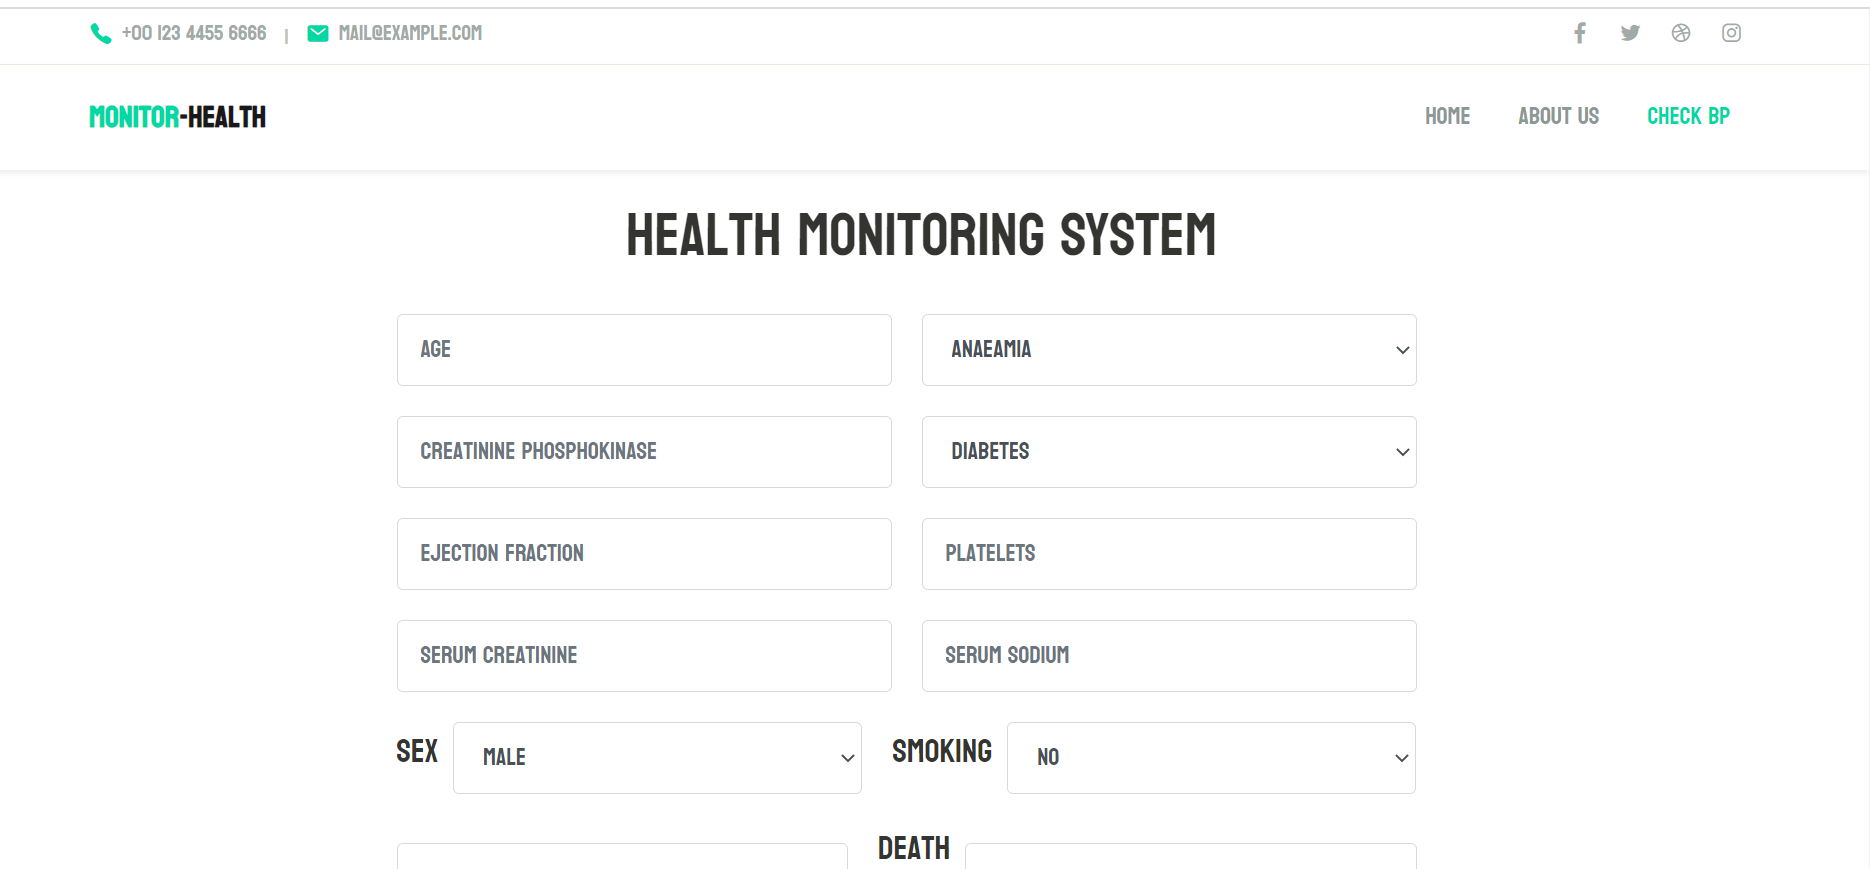 +00 123 4455 6666 | MAIL@EXAMPLE.COM
MONITOR-HEALTH
HOME ABOUT US CHECK BP
HEALTH MONITORING SYSTEM
AGE ANAEAMIA
CREATININE PHOSPHOKINASE DIABETES
EJECTION FRACTION PLATELETS
SERUM CREATININE SERUM SODIUM
SEX MALE SMOKING NO
DEATH